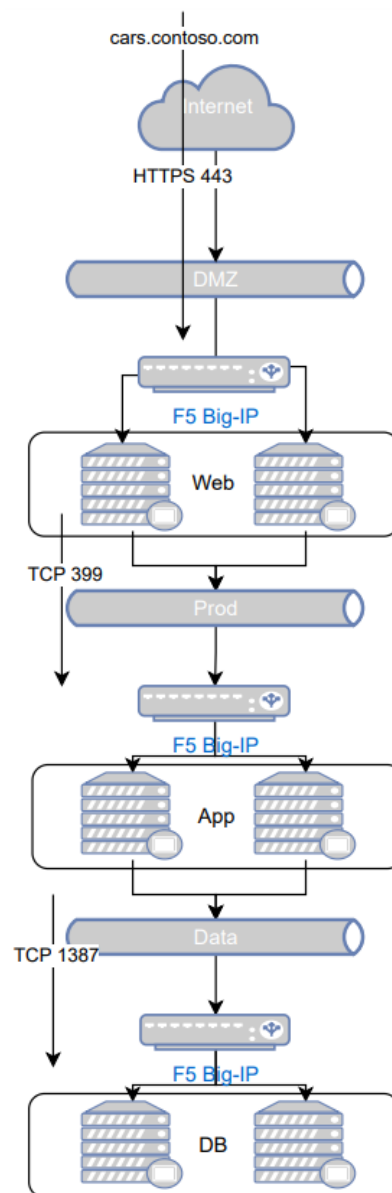 cars.contoso.com
Internet
HTTPS 443
DMZ
F5 Big-IP
Web
TCP 399
Prod
F5 Big-IP
App
Data
TCP 1387
F5 Big-IP
DB